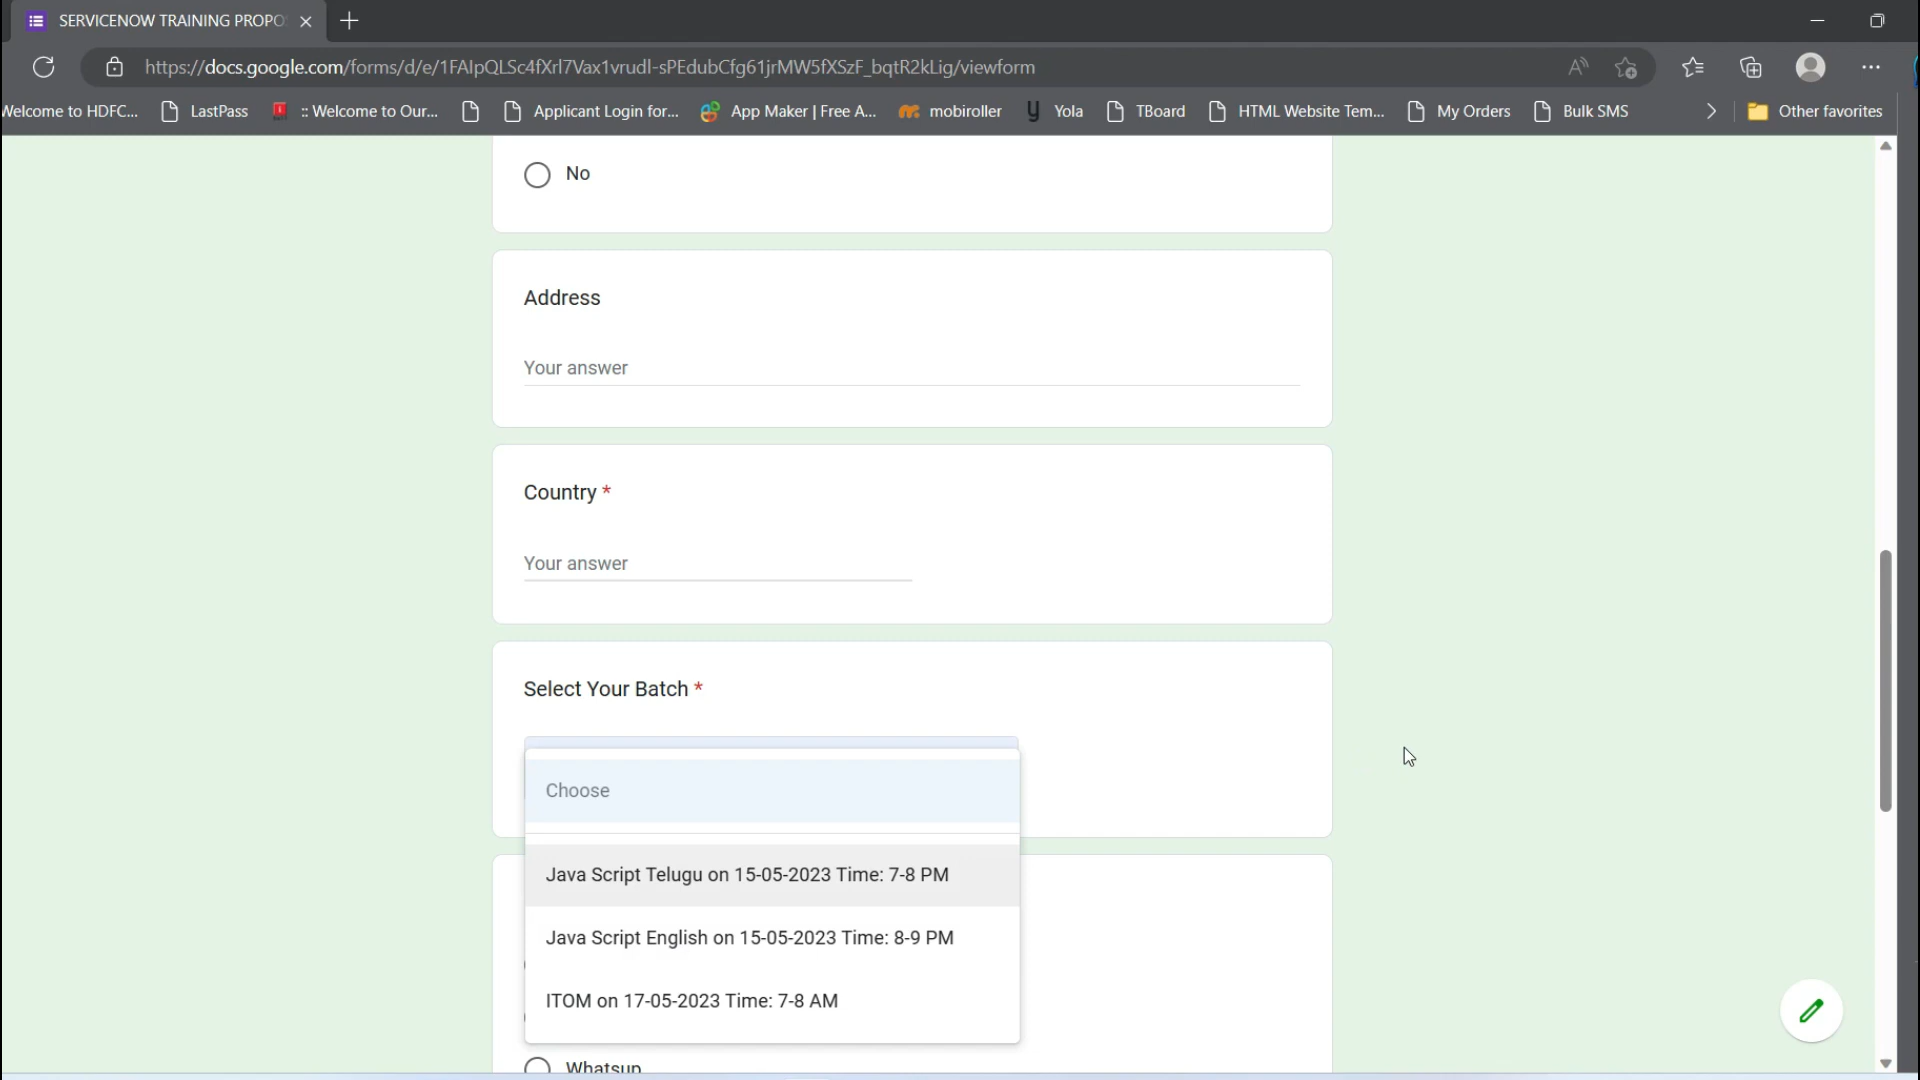 SERVICENOW TRAINING PROPO
https://docs.google.com/forms/d/e/1FAIpQLSc4fXrl7Vax1vrudl-sPEdubCfg61jrMW5fXSzF_bqtR2kLig/viewform
Welcome to HDFC... LastPass :: Welcome to Our... Applicant Login for... App Maker | Free A... mobiroller Yola TBoard HTML Website Tem... My Orders Bulk SMS Other favorites
No
Address
Your answer
Country *
Your answer
Select Your Batch *
Choose
Java Script Telugu on 15-05-2023 Time: 7-8 PM
Java Script English on 15-05-2023 Time: 8-9 PM
ITOM on 17-05-2023 Time: 7-8 AM
Whatsup